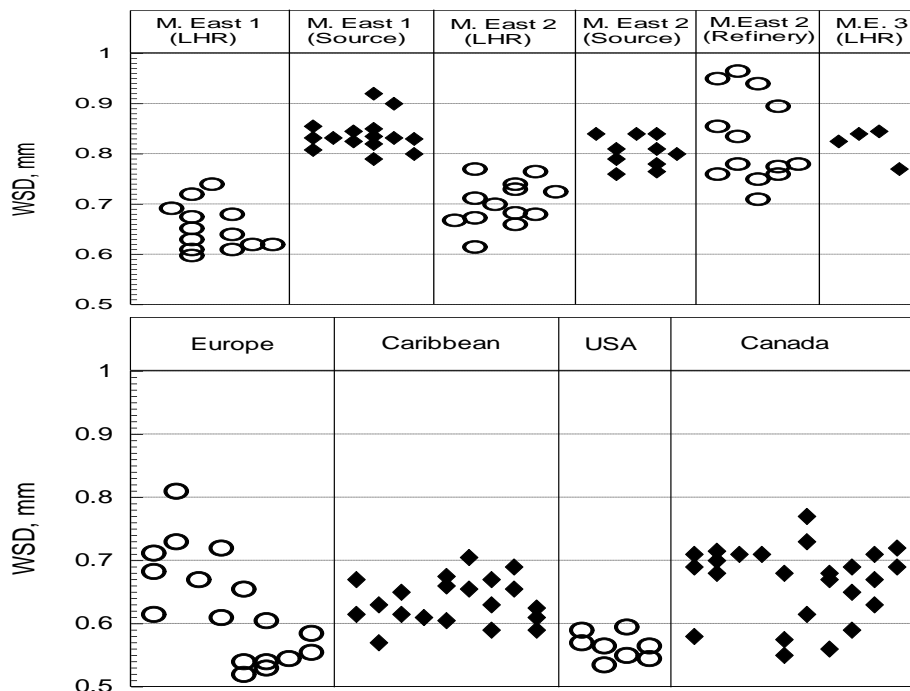 M. East 1
(LHR)
M. East 1
(Source)
M. East 2
(LHR)
M. East 2
(Source)
M.East 2
(Refinery)
M.E. 3
(LHR)
WSD, mm
1
0.9
0.8
0.7
0.6
0.5
Europe
Caribbean
USA
Canada
WSD, mm
1
0.9
0.8
0.7
0.6
0.5